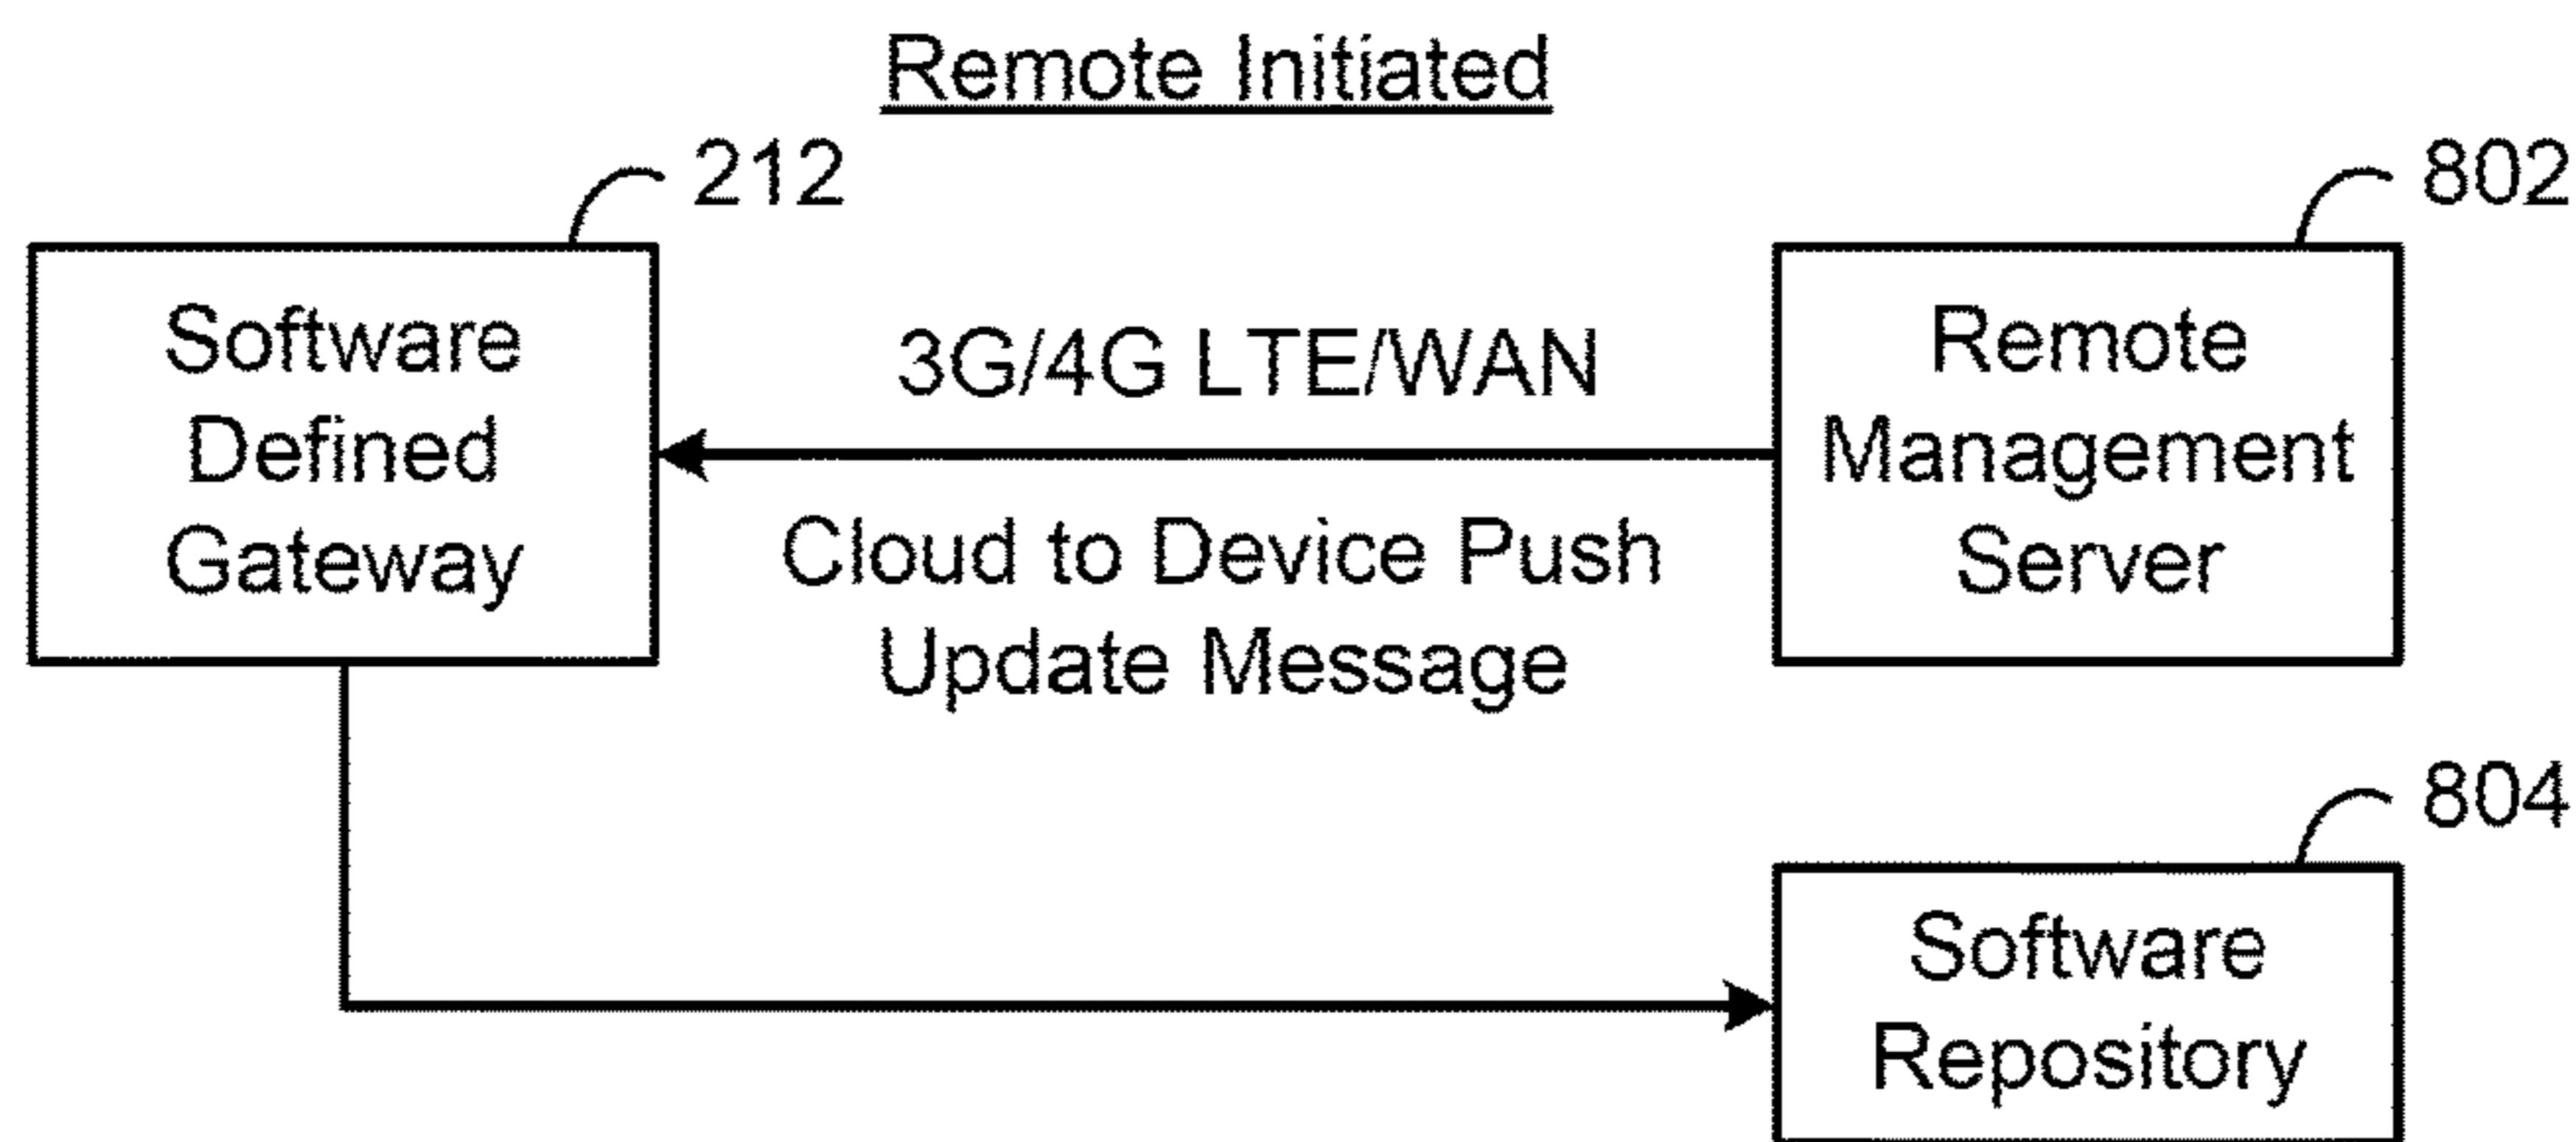 Remote Initiated
212
802
Software
Defined
Gateway
3G/4G LTE/WAN
Cloud to Device Push
Update Message
Remote
Management
Server
804
Software
Repository